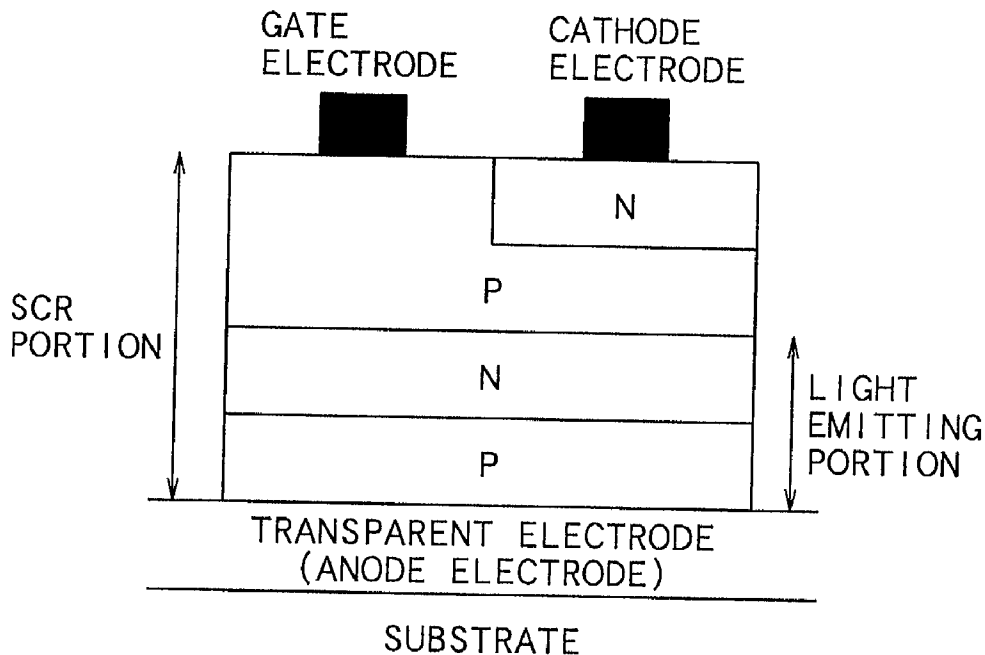 GATE
ELECTRODE
CATHODE
ELECTRODE
N
P
SCR
PORTION
N
LIGHT
EMITTING
PORTION
P
TRANSPARENT ELECTRODE
(ANODE ELECTRODE)
SUBSTRATE